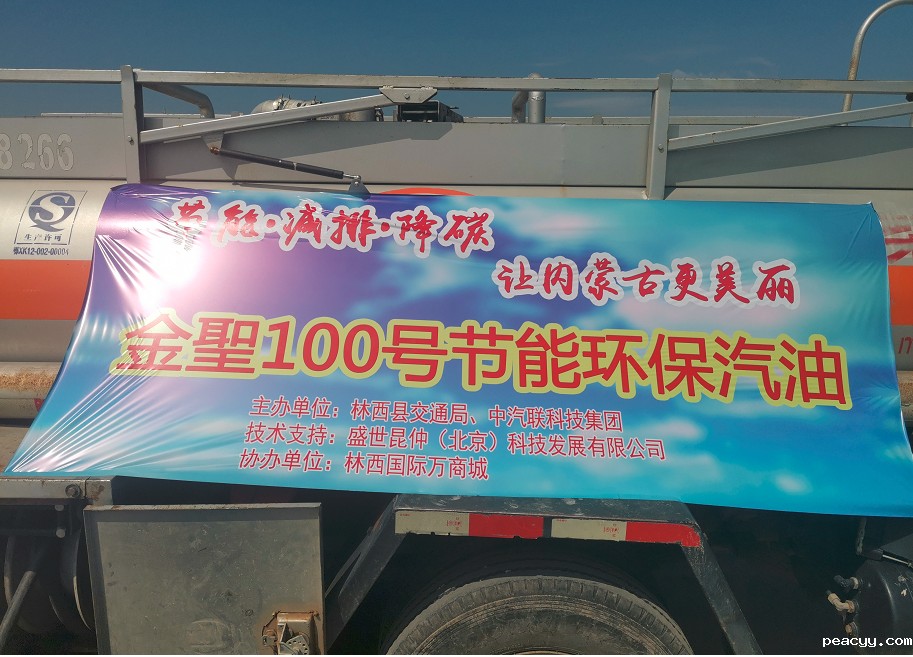 8266
生产许可
XK12-002-00004
节能·减排·降碳
让内蒙古更美丽
金聖100号节能环保汽油
主办单位：林西县交通局、中汽联科技集团
技术支持：盛世昆仲（北京）科技发展有限公司
协办单位：林西国际万商城
peacyy.com